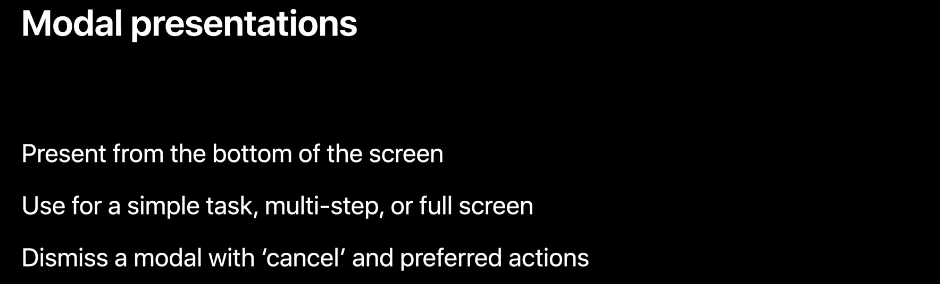 Modal presentations
Present from the bottom of the screen
Use for a simple task, multi-step, or full screen
Dismiss a modal with ‘cancel’ and preferred actions